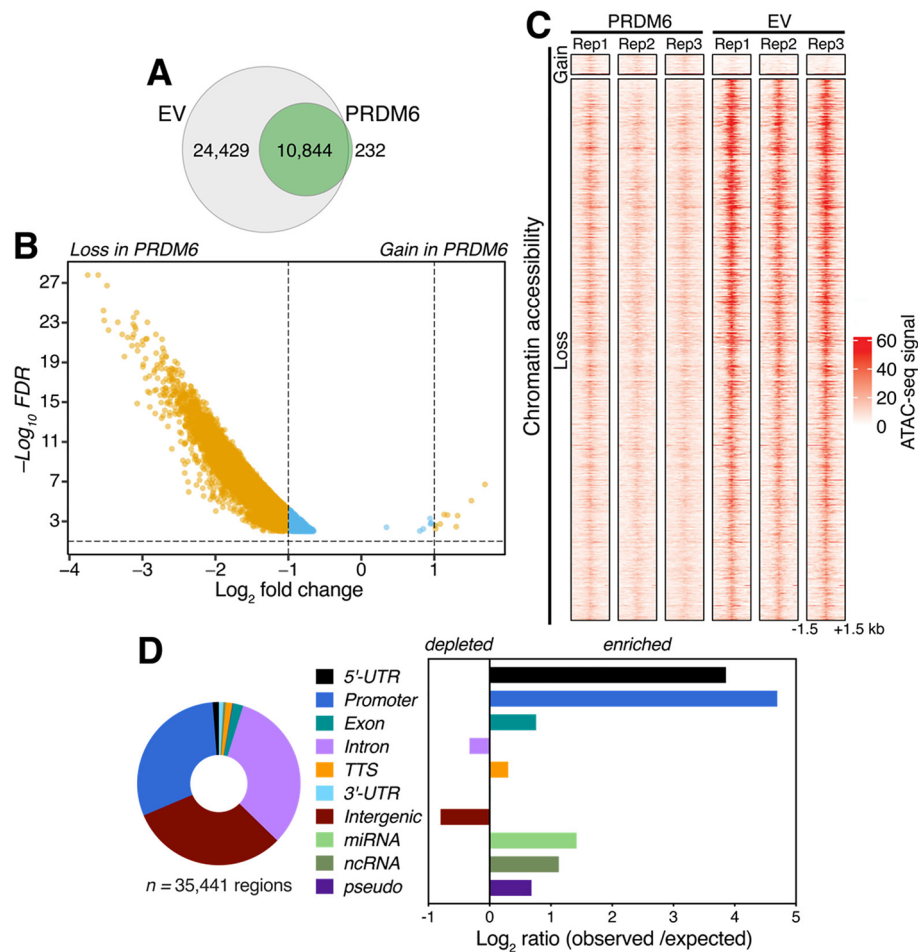 A
EV
PRDM6
24,429
10,844
232
B
Loss in PRDM6
Gain in PRDM6
27
23
19
15
11
7
3
–Log10 FDR
–4
–3
–2
–1
0
1
Log2 fold change
C
PRDM6
EV
Rep1 Rep2 Rep3 Rep1 Rep2 Rep3
Gain
Loss
Chromatin accessibility
-1.5 +1.5 kb
60
40
20
0
ATAC-seq signal
D
n = 35,441 regions
5'-UTR
Promoter
Exon
Intron
TTS
3'-UTR
Intergenic
miRNA
ncRNA
pseudo
depleted
enriched
-1 0 1 2 3 4 5
Log2 ratio (observed /expected)